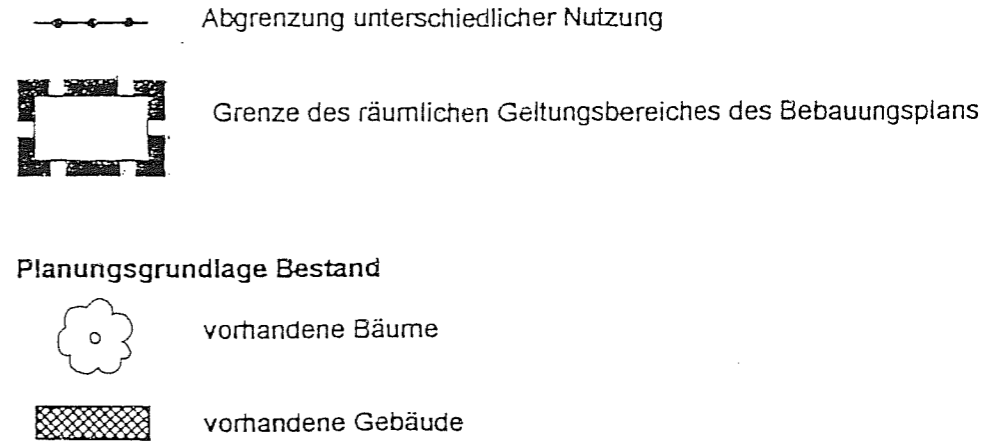 Abgrenzung unterschiedlicher Nutzung
Grenze des räumlichen Geltungsbereiches des Bebauungsplans
Planungsgrundlage Bestand
vorhandene Bäume
vorhandene Gebäude